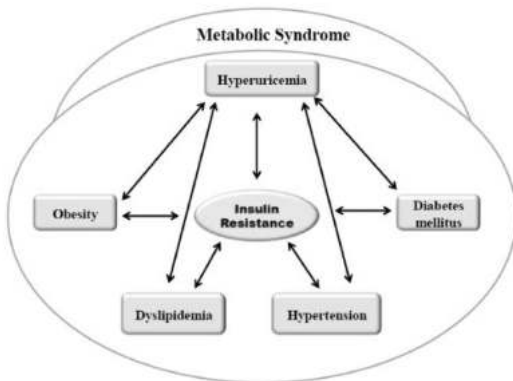 Metabolic Syndrome
Hyperuricemia
Obesity
Insulin
Resistance
Diabetes
mellitus
Dyslipidemia
Hypertension